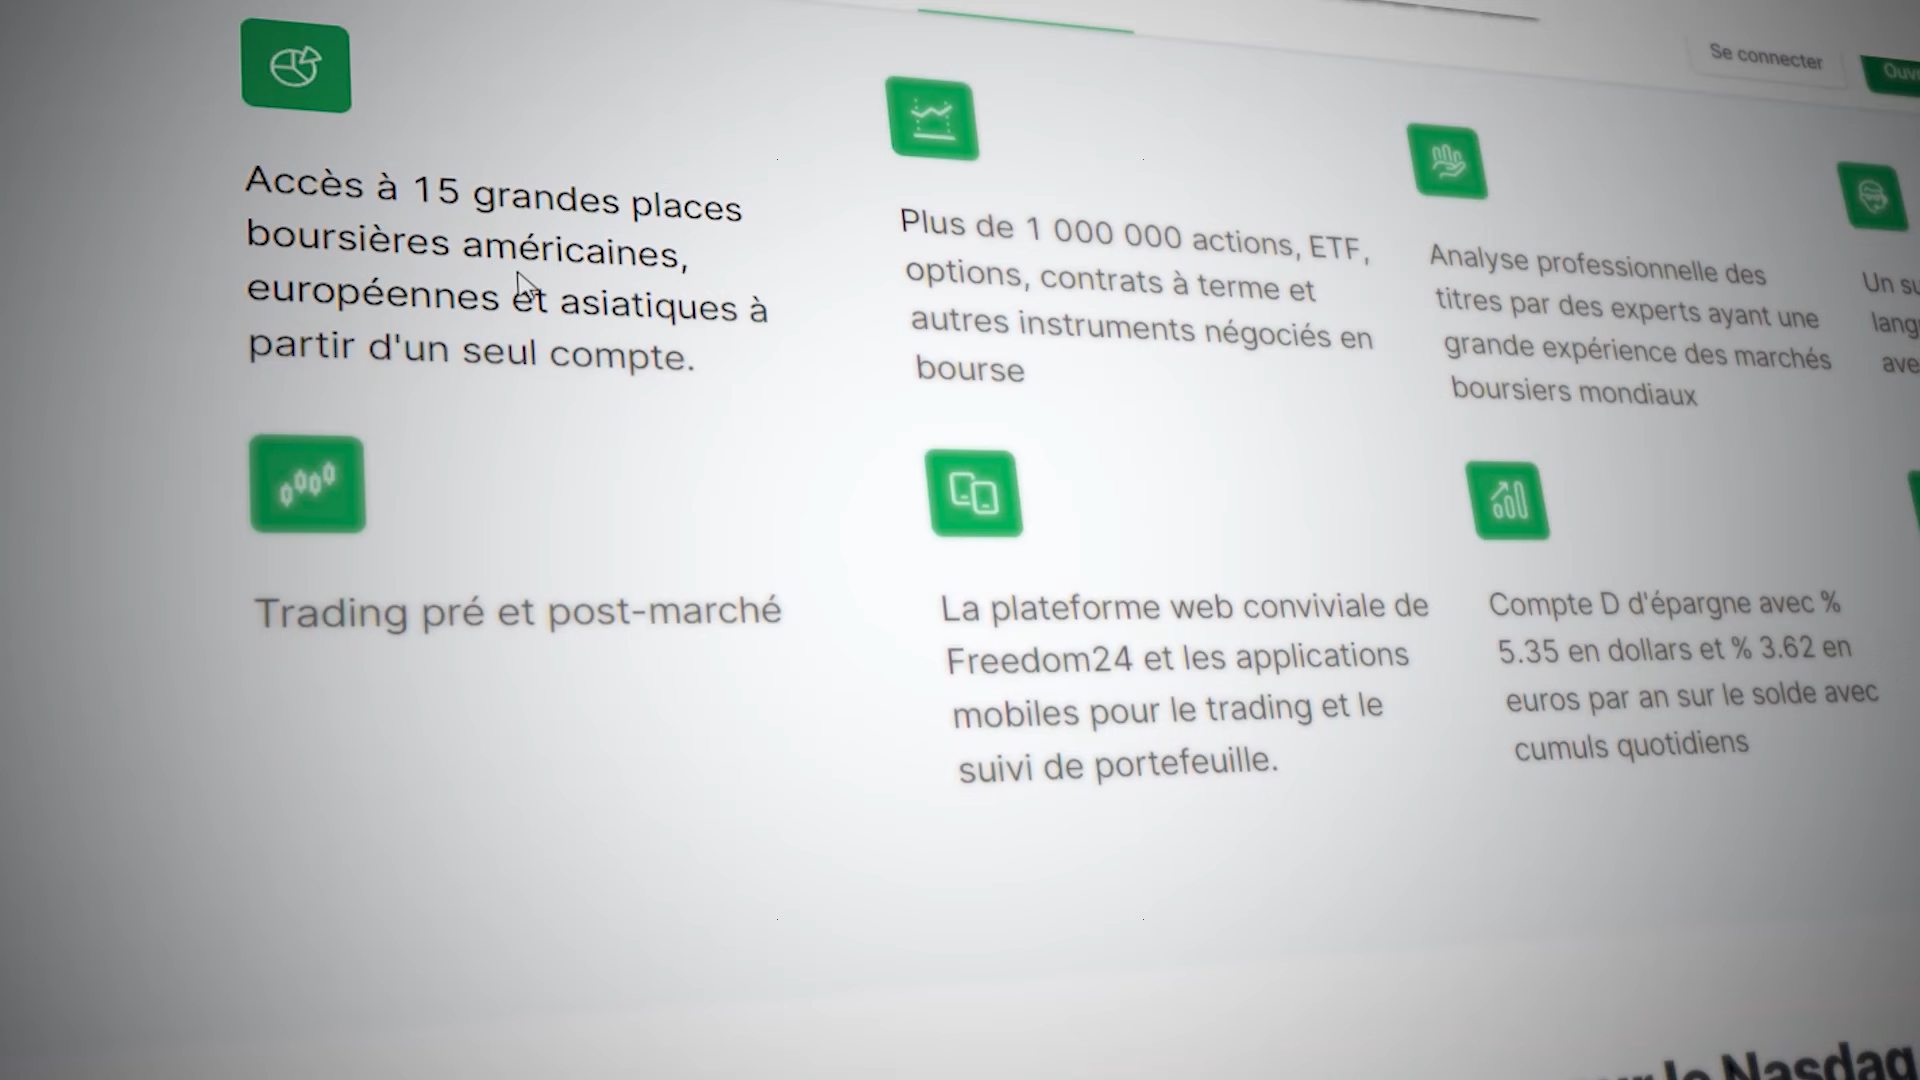 Se connecter
Accès à 15 grandes places
boursières américaines,
européennes et asiatiques à
partir d'un seul compte.
Plus de 1 000 000 actions, ETF,
options, contrats à terme et
autres instruments négociés en
bourse
Analyse professionnelle des
titres par des experts ayant une
grande expérience des marchés
boursiers mondiaux
Un
Trading pré et post-marché
La plateforme web conviviale de
Freedom24 et les applications
mobiles pour le trading et le
suivi de portefeuille.
Compte D d'épargne avec %
5.35 en dollars et % 3.62 en
euros par an sur le solde avec
cumuls quotidiens
le Nasdaq